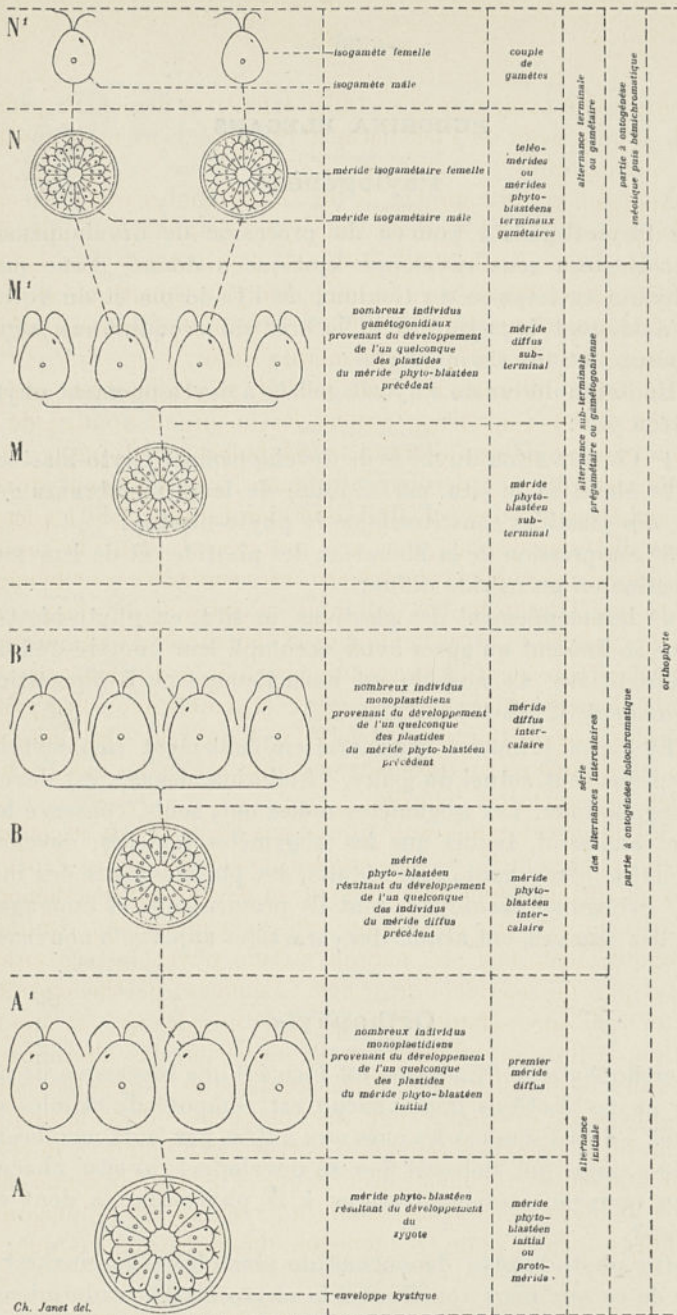 N¹
isogamète femelle
isogamète mâle
couple
de
gamètes
N
méride isogamétaire femelle
méride isogamétaire mâle
teléo-
mérides
ou
mérides
phyto-
blastéens
terminaux
gamétaires
alternance terminale
ou gamétaire
partie à ontogénèse
méotique puis hémichromatique
M¹
nombreux individus
gamétogonidiaux
provenant du développement
de l'un quelconque
des plastides
du méride phyto-blastéen
précédent
méride
diffus
sub-
terminal
M
méride
phyto-
blastéen
sub-
terminal
alternance sub-terminale
prégamétaire ou gamétogonienne
B¹
nombreux individus
monoplastidiens
provenant du développement
de l'un quelconque
des plastides
du méride phyto-blastéen
précédent
méride
diffus
inter-
calaire
B
méride
phyto-blastéen
résultant du développement
de l'un quelconque
des individus
du méride diffus
précédent
méride
phyto-
blastéen
inter-
calaire
série
des alternances intercalaires
partie à ontogénèse holochromatique
orthophyte
A¹
nombreux individus
monoplastidiens
provenant du développement
de l'un quelconque
des plastides
du méride phyto-blastéen
initial
premier
méride
diffus
A
méride phyto-blastéen
résultant du développement
du
zygote
enveloppe kystique
méride
phyto-
blastéen
initial
ou
proto-
méride
alternance
initiale
Ch. Janet del.